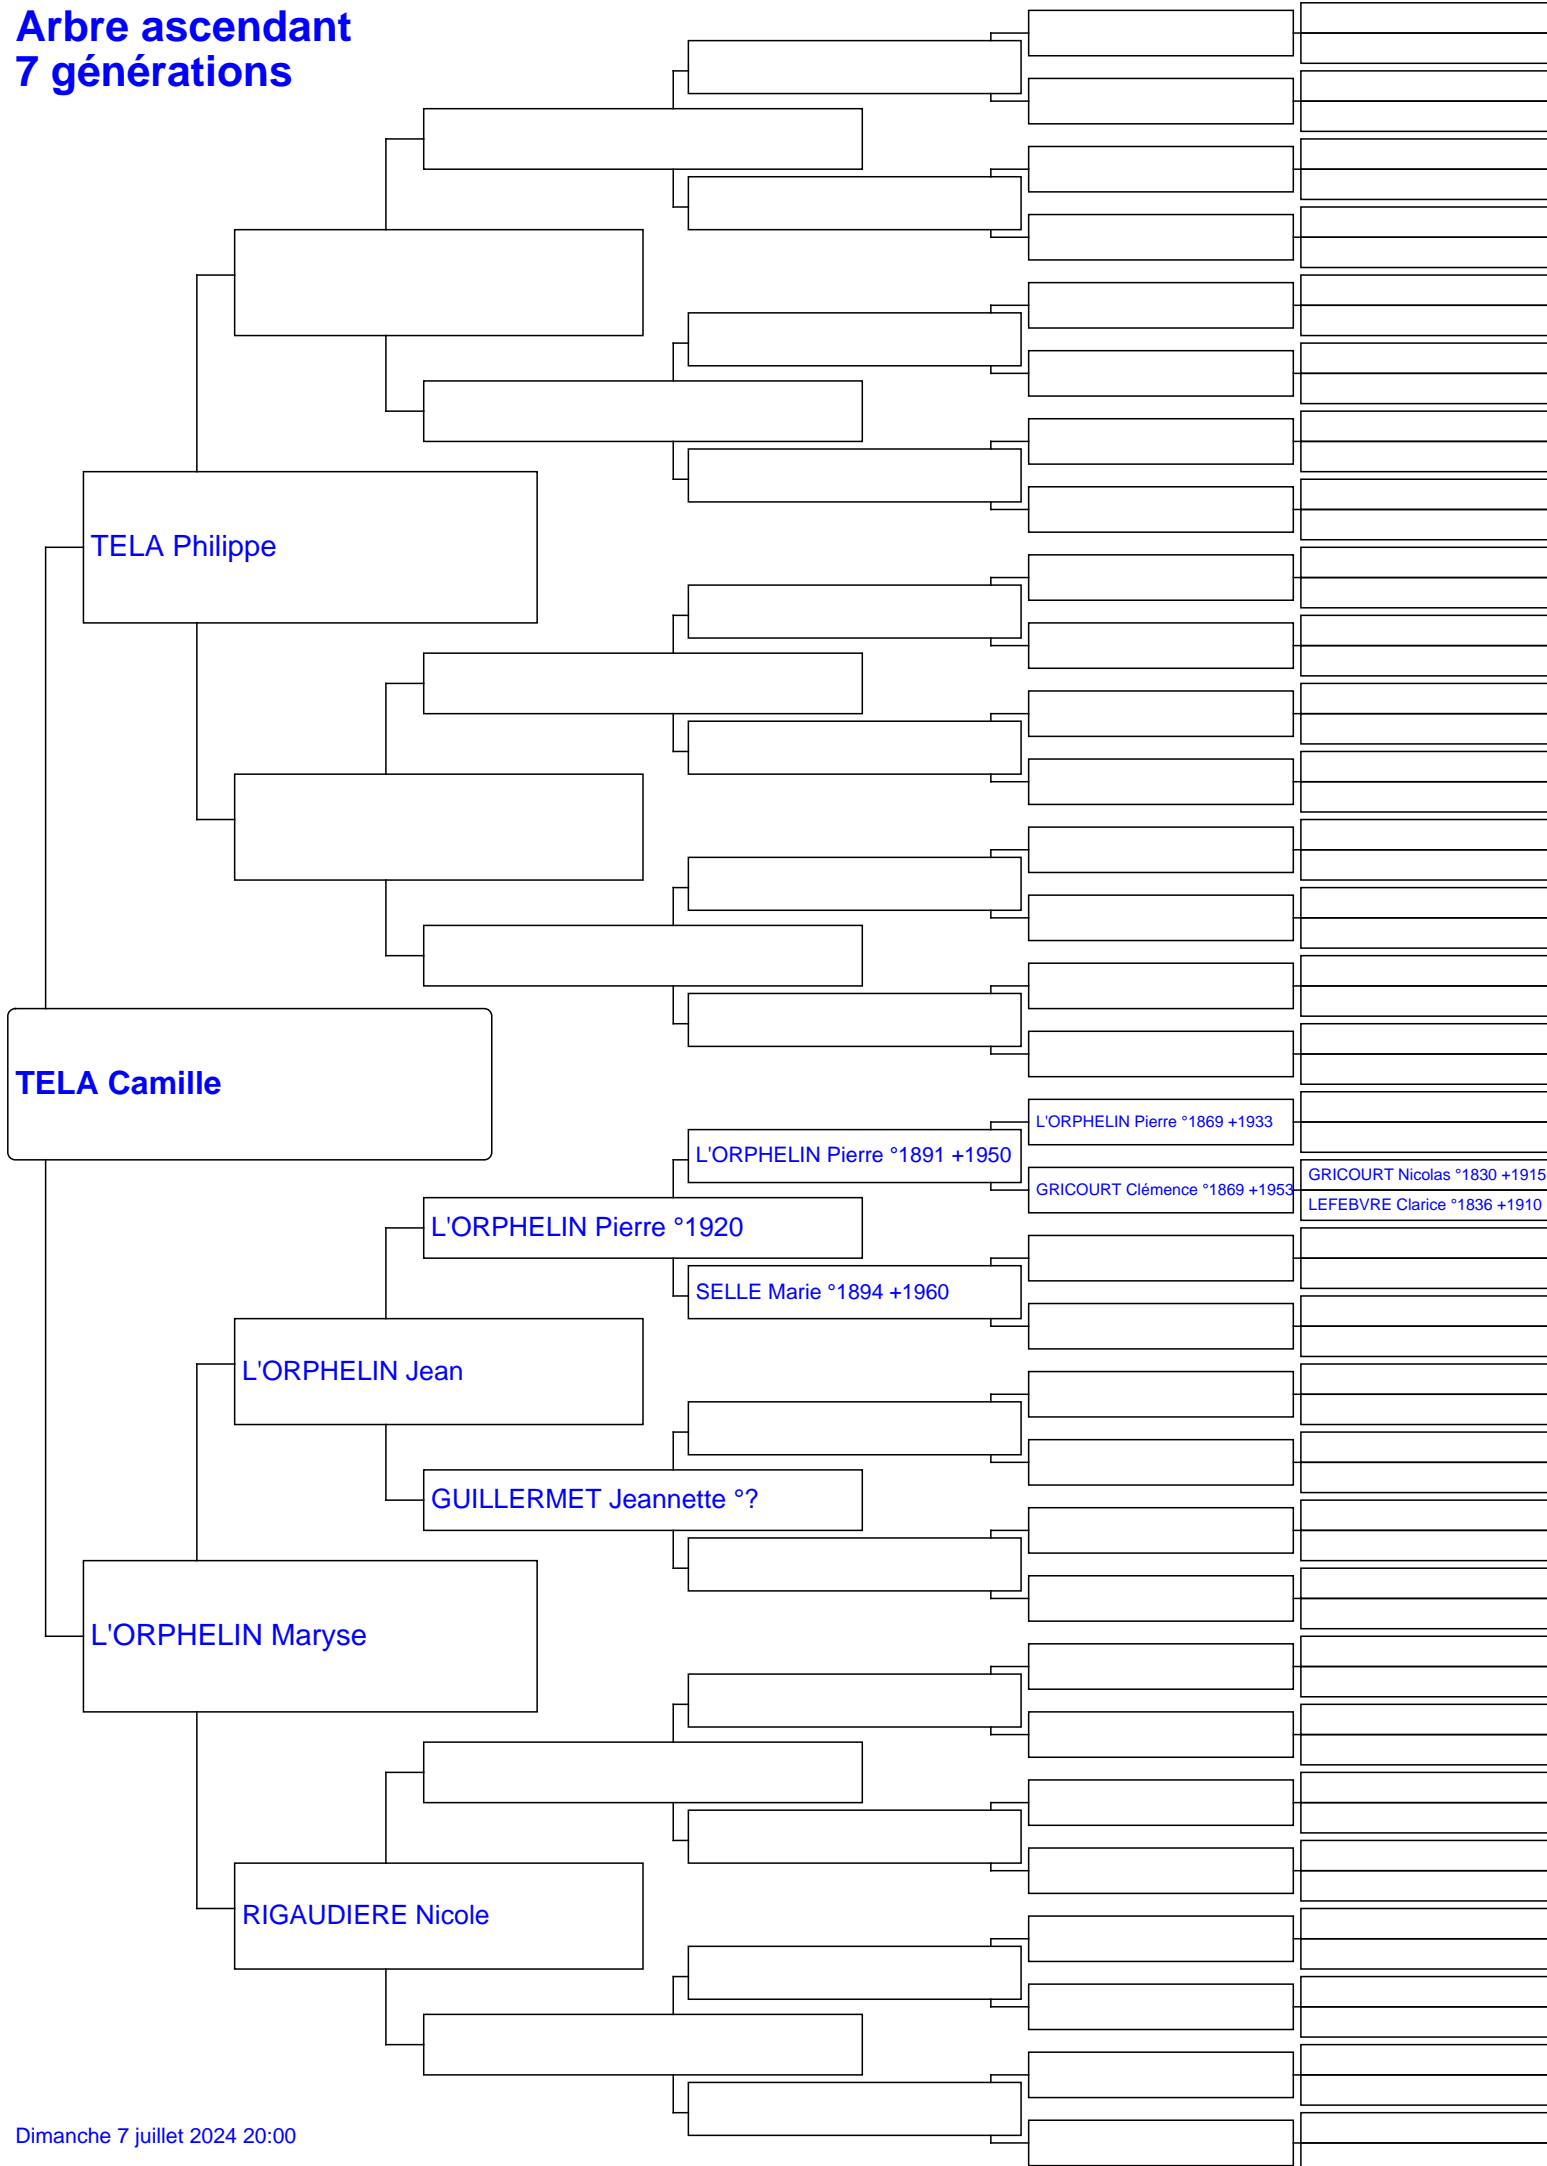 Arbre ascendant
7 générations
TELA Philippe
TELA Camille
L'ORPHELIN Pierre °1869 +1933
L'ORPHELIN Pierre °1891 +1950
GRICOURT Nicolas °1830 +1915
GRICOURT Clémence °1869 +1953
LEFEBVRE Clarice °1836 +1910
L'ORPHELIN Pierre °1920
SELLE Marie °1894 +1960
L'ORPHELIN Jean
GUILLERMET Jeannette °?
L'ORPHELIN Maryse
RIGAUDIERE Nicole
Dimanche 7 juillet 2024 20:00